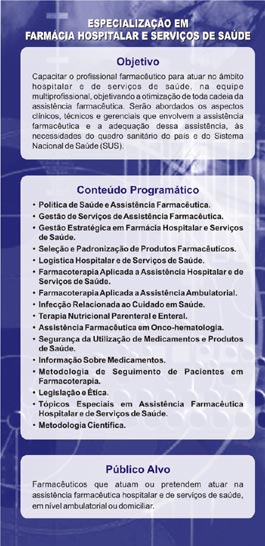 ESPECIALIZAÇÃO EM
FARMÁCIA HOSPITALAR E SERVIÇOS DE SAÚDE
Objetivo
Capacitar o profissional farmacêutico para atuar no âmbito
hospitalar e de serviços de saúde, na equipe
multiprofissional, objetivando a otimização de toda cadeia da
assistência farmacêutica. Serão abordados os aspectos
clínicos, técnicos e gerenciais que envolvem a assistência
farmacêutica e a adequação dessa assistência, às
necessidades do quadro sanitário do país e do Sistema
Nacional de Saúde (SUS).
Conteúdo Programático
• Política de Saúde e Assistência Farmacêutica.
• Gestão de Serviços de Assistência Farmacêutica.
• Gestão Estratégica em Farmácia Hospitalar e Serviços
de Saúde.
• Seleção e Padronização de Produtos Farmacêuticos.
• Logística Hospitalar e de Serviços de Saúde.
• Farmacoterapia Aplicada a Assistência Hospitalar e de
Serviços de Saúde.
• Farmacoterapia Aplicada a Assistência Ambulatorial.
• Infecção Relacionada ao Cuidado em Saúde.
• Terapia Nutricional Parenteral e Enteral.
• Assistência Farmacêutica em Onco-hematologia.
• Segurança da Utilização de Medicamentos e Produtos
de Saúde.
• Informação Sobre Medicamentos.
• Metodologia de Seguimento de Pacientes em
Farmacoterapia.
• Legislação e Ética.
• Tópicos Especiais em Assistência Farmacêutica
Hospitalar e de Serviços de Saúde.
• Metodologia Científica.
Público Alvo
Farmacêuticos que atuam ou pretendem atuar na
assistência farmacêutica hospitalar e de serviços de saúde,
em nível ambulatorial ou domiciliar.